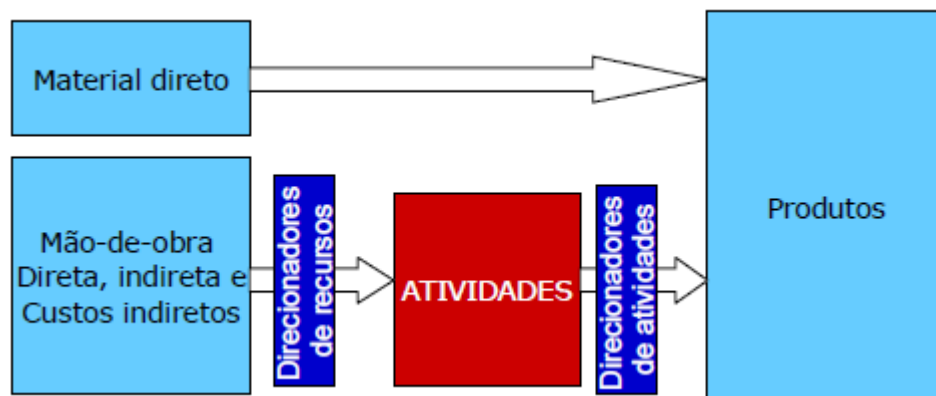 Material direto
Mão-de-obra
Direta, indireta e
Custos indiretos
Direcionadores
de recursos
ATIVIDADES
Direcionadores
de atividades
Produtos